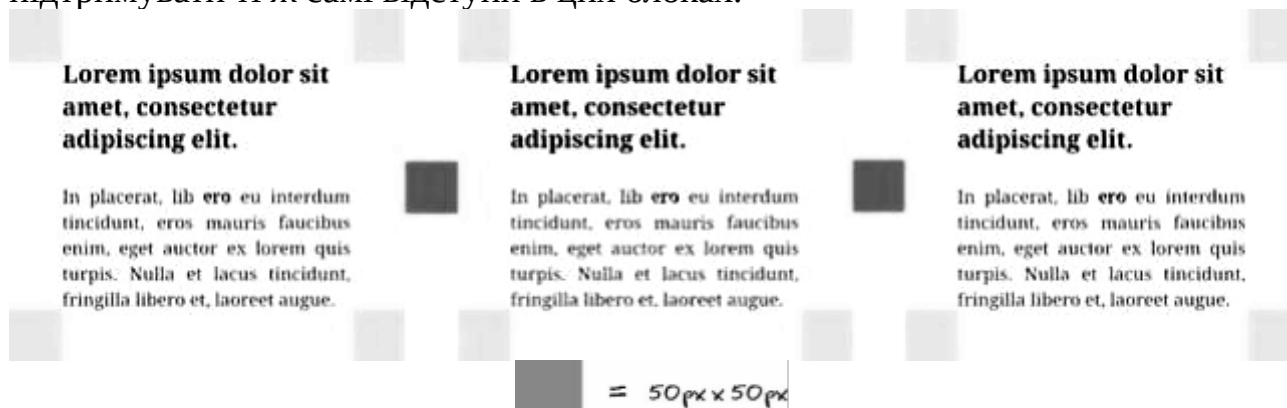 підтримувати ті ж самі відступи в цих блоках.
Lorem ipsum dolor sit
amet, consectetur
adipiscing elit.
In placerat, lib ero eu interdum
tincidunt, eros mauris faucibus
enim, eget auctor ex lorem quis
turpis. Nulla et lacus tincidunt,
fringilla libero et, laoreet augue.
Lorem ipsum dolor sit
amet, consectetur
adipiscing elit.
In placerat, lib ero eu interdum
tincidunt, eros mauris faucibus
enim, eget auctor ex lorem quis
turpis. Nulla et lacus tincidunt,
fringilla libero et, laoreet augue.
Lorem ipsum dolor sit
amet, consectetur
adipiscing elit.
In placerat, lib ero eu interdum
tincidunt, eros mauris faucibus
enim, eget auctor ex lorem quis
turpis. Nulla et lacus tincidunt,
fringilla libero et, laoreet augue.
= 50px x 50px